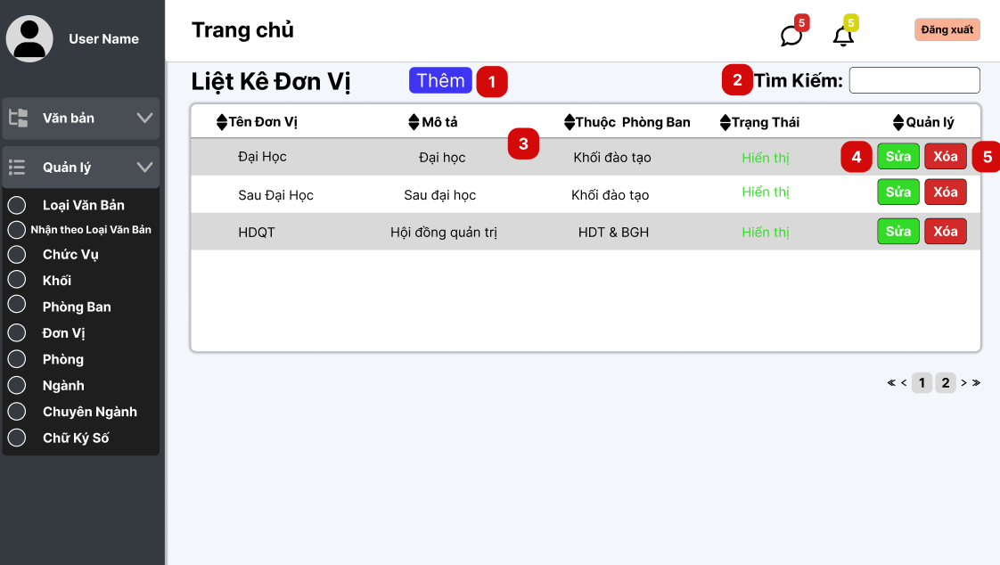 User Name
Văn bản
Quản lý
Loại Văn Bản
Nhận theo Loại Văn Bản
Chức Vụ
Khối
Phòng Ban
Đơn Vị
Phòng
Ngành
Chuyên Ngành
Chữ Ký Số
Trang chủ
5
5
Đăng xuất
Liệt Kê Đơn Vị Thêm 1 2 Tìm Kiếm:
Tên Đơn Vị Mô tả Thuộc Phòng Ban Trạng Thái Quản lý
3
Đại Học Đại học Khối đào tạo Hiển thị 4 Sửa Xóa 5
Sau Đại Học Sau đại học Khối đào tạo Hiển thị Sửa Xóa
HDQT Hội đồng quản trị HDT & BGH Hiển thị Sửa Xóa
« < 1 2 > »